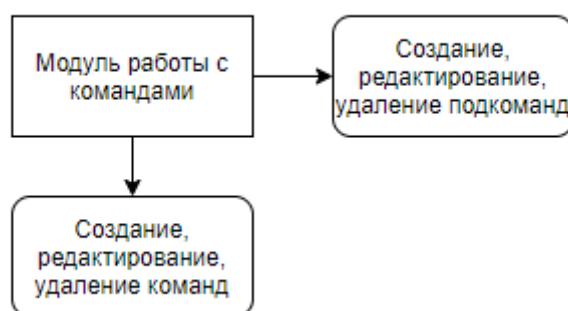 Модуль работы с
командами
Создание,
редактирование,
удаление подкоманд
Создание,
редактирование,
удаление команд